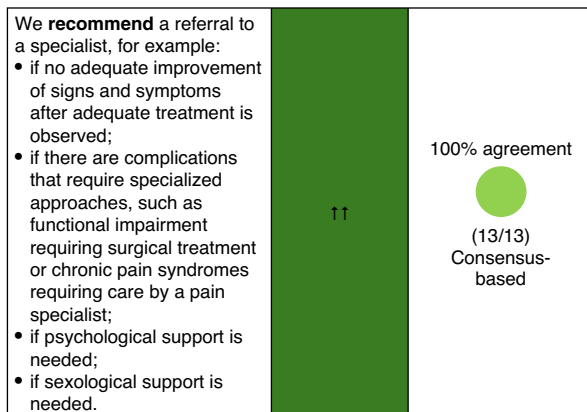 We recommend a referral to
a specialist, for example:
• if no adequate improvement
of signs and symptoms
after adequate treatment is
observed;
• if there are complications
that require specialized
approaches, such as
functional impairment
requiring surgical treatment
or chronic pain syndromes
requiring care by a pain
specialist;
• if psychological support is
needed;
• if sexological support is
needed.
↑↑
100% agreement
(13/13)
Consensus-
based